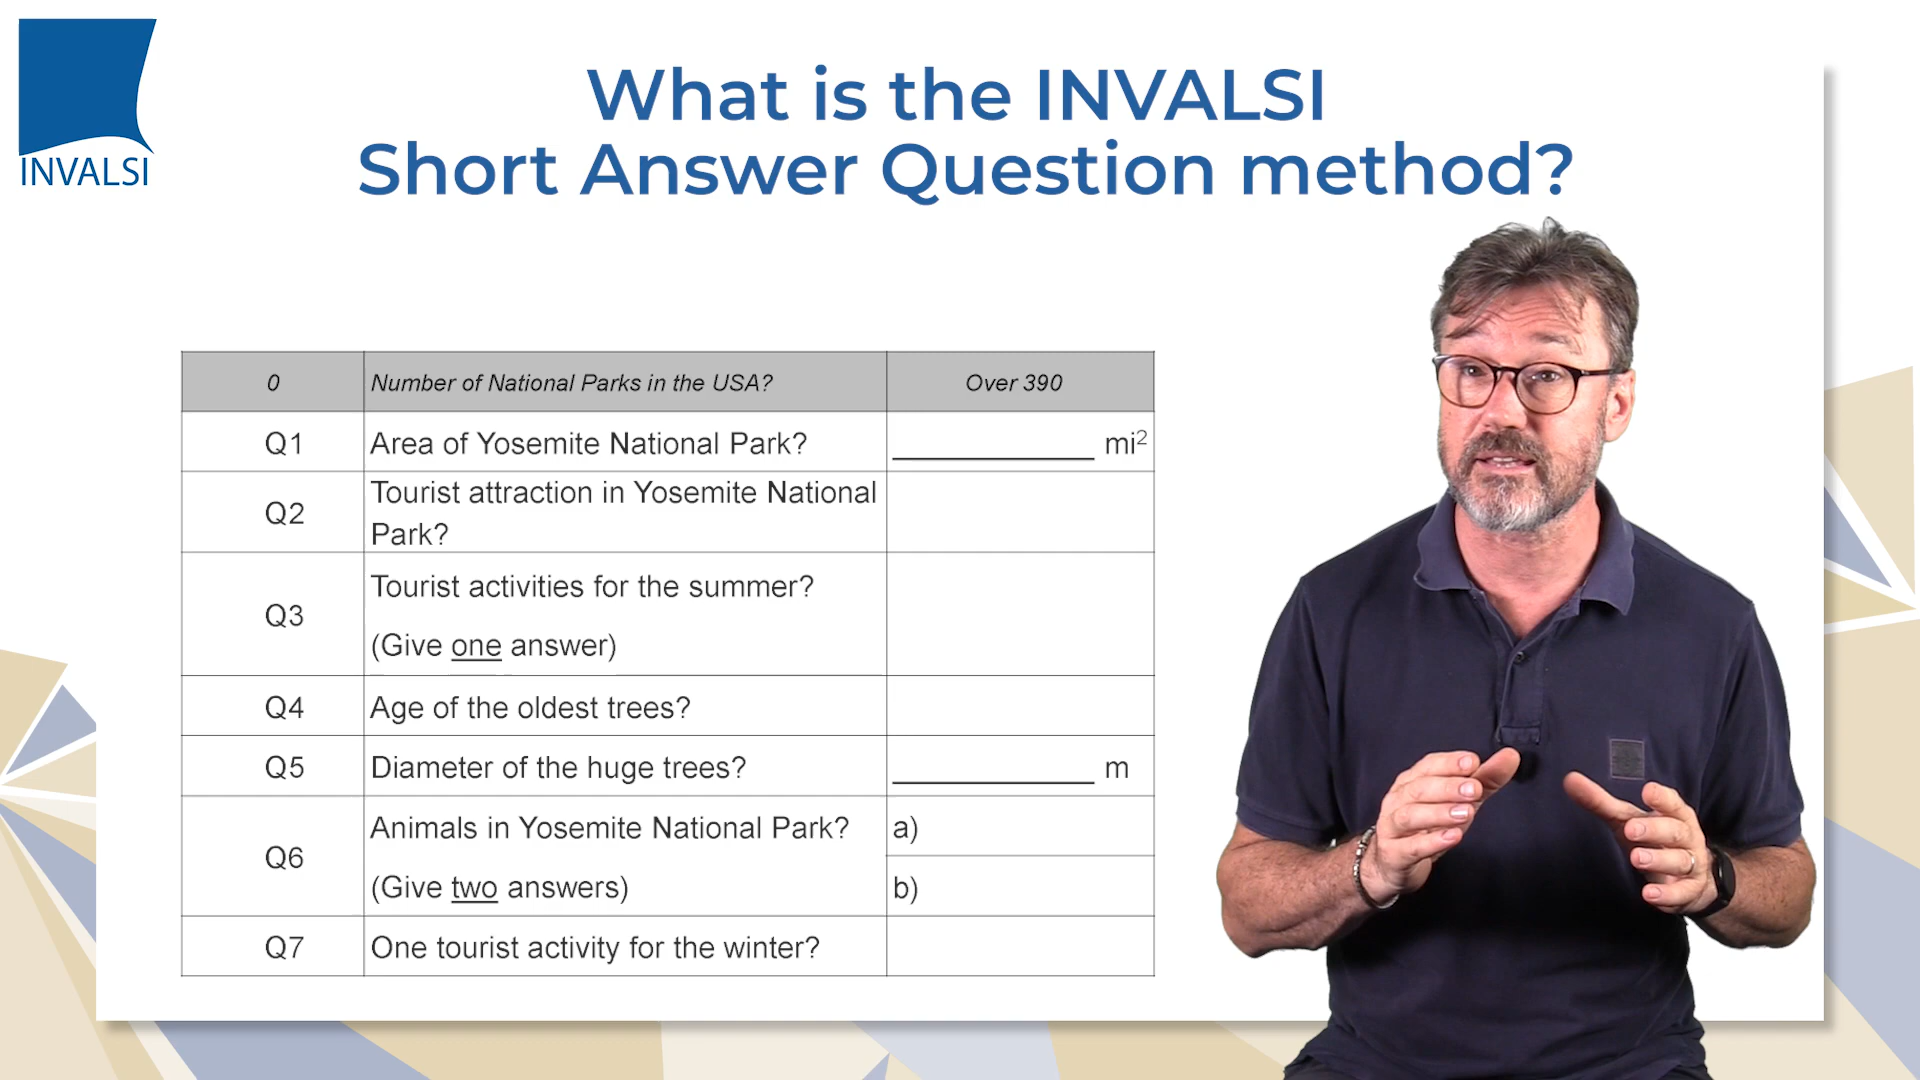 INVALSI
What is the INVALSI
Short Answer Question method?
0 Number of National Parks in the USA? Over 390
Q1 Area of Yosemite National Park? ____________ mi²
Q2 Tourist attraction in Yosemite National
Park?
Q3 Tourist activities for the summer?
(Give one answer)
Q4 Age of the oldest trees?
Q5 Diameter of the huge trees? ____________ m
Q6 Animals in Yosemite National Park? a)
(Give two answers) b)
Q7 One tourist activity for the winter?